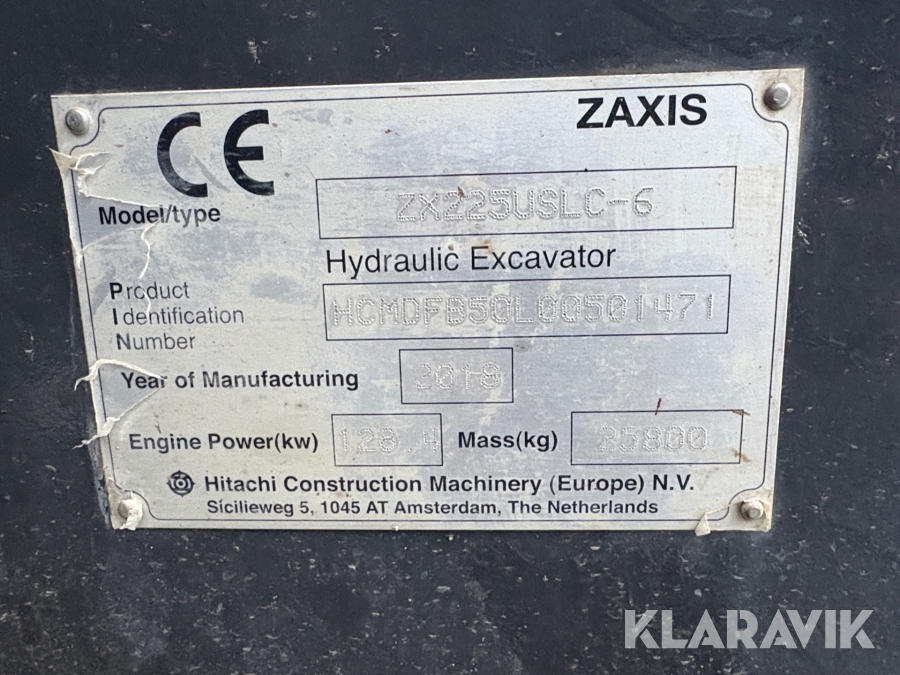 CE
ZAXIS
Model/type ZX225USLC-6
Hydraulic Excavator
Product
Identification HCMDFB50L00501471
Number
Year of Manufacturing 2018
Engine Power(kw) 128.4 Mass(kg) 25800
Hitachi Construction Machinery (Europe) N.V.
Sicilieweg 5, 1045 AT Amsterdam, The Netherlands
KLARAVIK